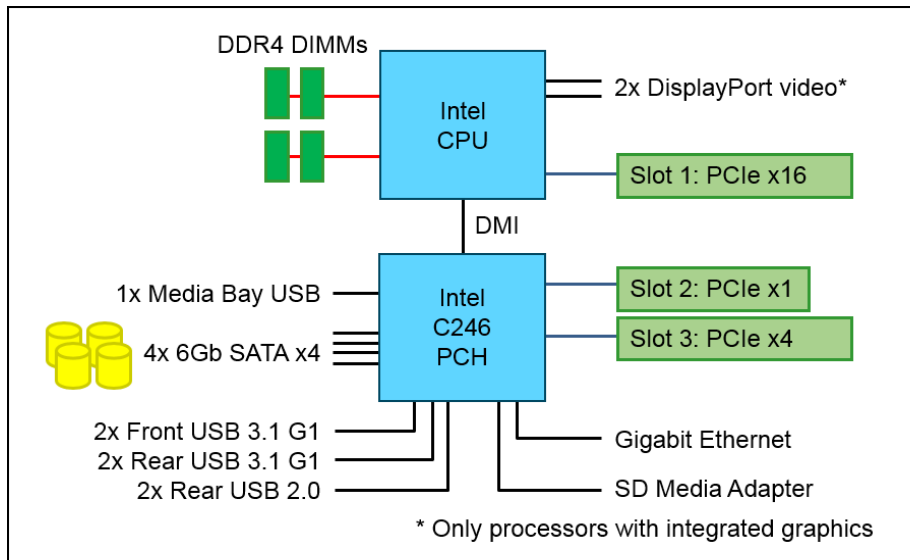 DDR4 DIMMs
Intel
CPU
2x DisplayPort video*
Slot 1: PCIe x16
DMI
1x Media Bay USB
Intel
C246
PCH
Slot 2: PCIe x1
Slot 3: PCIe x4
4x 6Gb SATA x4
2x Front USB 3.1 G1
2x Rear USB 3.1 G1
2x Rear USB 2.0
Gigabit Ethernet
SD Media Adapter
* Only processors with integrated graphics